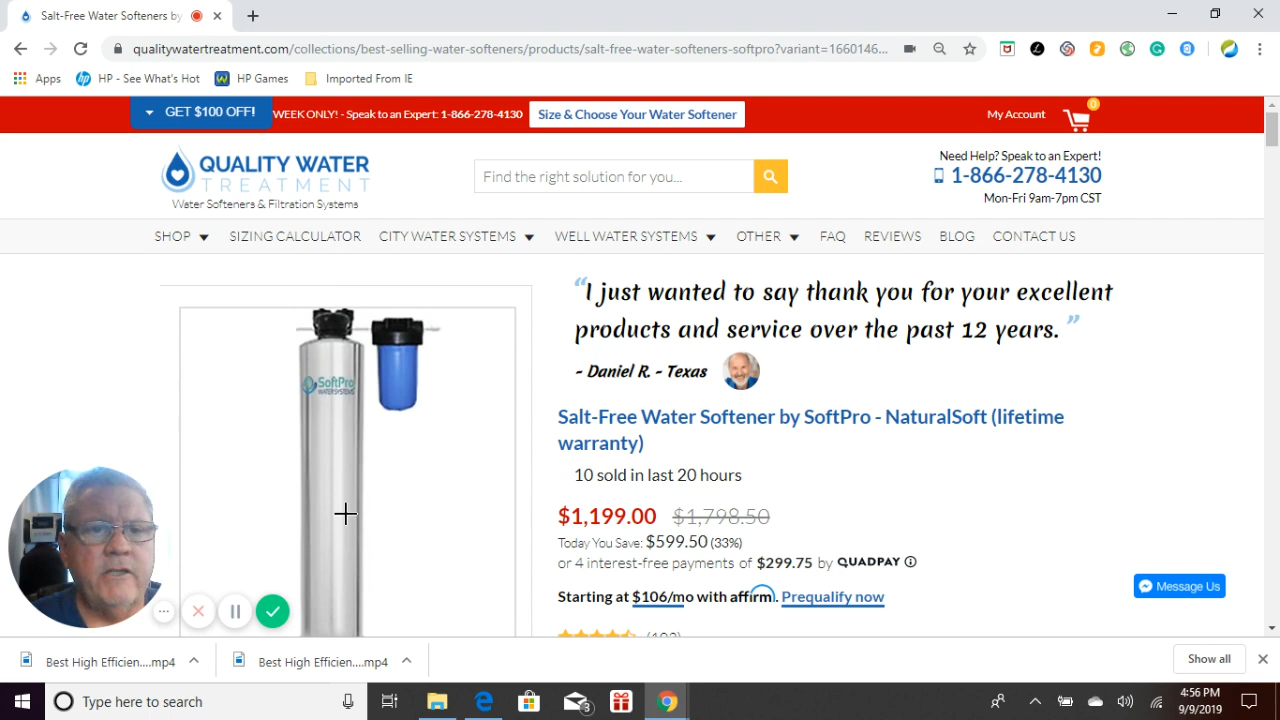 Salt-Free Water Softeners by
qualitywatertreatment.com/collections/best-selling-water-softeners/products/salt-free-water-softeners-softpro?variant=1660146...
Apps HP - See What's Hot HP Games Imported From IE
GET $100 OFF! WEEK ONLY! - Speak to an Expert: 1-866-278-4130 Size & Choose Your Water Softener My Account 0
QUALITY WATER
TREATMENT
Water Softeners & Filtration Systems
Find the right solution for you...
Need Help? Speak to an Expert!
1-866-278-4130
Mon-Fri 9am-7pm CST
SHOP SIZING CALCULATOR CITY WATER SYSTEMS WELL WATER SYSTEMS OTHER FAQ REVIEWS BLOG CONTACT US
SoftPro
WATER SYSTEMS
“I just wanted to say thank you for your excellent
products and service over the past 12 years. ”
~ Daniel R. - Texas
Salt-Free Water Softener by SoftPro - NaturalSoft (lifetime
warranty)
10 sold in last 20 hours
$1,199.00 $1,798.50
Today You Save: $599.50 (33%)
or 4 interest-free payments of $299.75 by QUADPAY
Starting at $106/mo with affirm. Prequalify now
Message Us
Best High Efficien....mp4 Best High Efficien....mp4 Show all
Type here to search
3
4:56 PM
9/9/2019